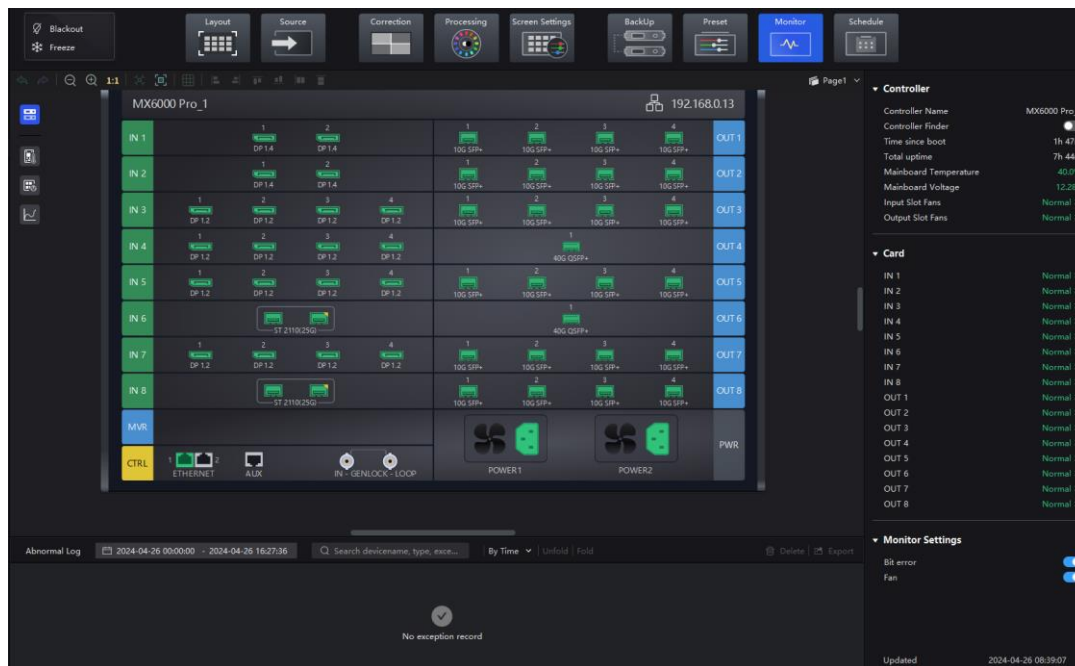 Blackout
Freeze
Layout
Source
Correction
Processing
Screen Settings
BackUp
Preset
Monitor
Schedule
1:1
Page1
MX6000 Pro_1
192.168.0.13
IN 1
1 2
DP 1.4 DP 1.4
1 2 3 4
10G SFP+ 10G SFP+ 10G SFP+ 10G SFP+
OUT 1
IN 2
1 2
DP 1.4 DP 1.4
1 2 3 4
10G SFP+ 10G SFP+ 10G SFP+ 10G SFP+
OUT 2
IN 3
1 2 3 4
DP 1.2 DP 1.2 DP 1.2 DP 1.2
1 2 3 4
10G SFP+ 10G SFP+ 10G SFP+ 10G SFP+
OUT 3
IN 4
1 2 3 4
DP 1.2 DP 1.2 DP 1.2 DP 1.2
1
40G QSFP+
OUT 4
IN 5
1 2 3 4
DP 1.2 DP 1.2 DP 1.2 DP 1.2
1 2 3 4
10G SFP+ 10G SFP+ 10G SFP+ 10G SFP+
OUT 5
IN 6
ST 2110(25G)
1
40G QSFP+
OUT 6
IN 7
1 2 3 4
DP 1.2 DP 1.2 DP 1.2 DP 1.2
1 2 3 4
10G SFP+ 10G SFP+ 10G SFP+ 10G SFP+
OUT 7
IN 8
ST 2110(25G)
1 2 3 4
10G SFP+ 10G SFP+ 10G SFP+ 10G SFP+
OUT 8
MVR
CTRL
1 2
ETHERNET
AUX
IN - GENLOCK - LOOP
POWER1
POWER2
PWR
Controller
Controller Name MX6000 Pro_
Controller Finder
Time since boot 1h 47
Total uptime 7h 44
Mainboard Temperature 40.0
Mainboard Voltage 12.28
Input Slot Fans Normal
Output Slot Fans Normal
Card
IN 1 Normal
IN 2 Normal
IN 3 Normal
IN 4 Normal
IN 5 Normal
IN 6 Normal
IN 7 Normal
IN 8 Normal
OUT 1 Normal
OUT 2 Normal
OUT 3 Normal
OUT 4 Normal
OUT 5 Normal
OUT 6 Normal
OUT 7 Normal
OUT 8 Normal
Monitor Settings
Bit error
Fan
Updated 2024-04-26 08:39:07
Abnormal Log 2024-04-26 00:00:00 - 2024-04-26 16:27:36 Search devicename, type, exce... By Time Unfold Fold Delete Export
No exception record